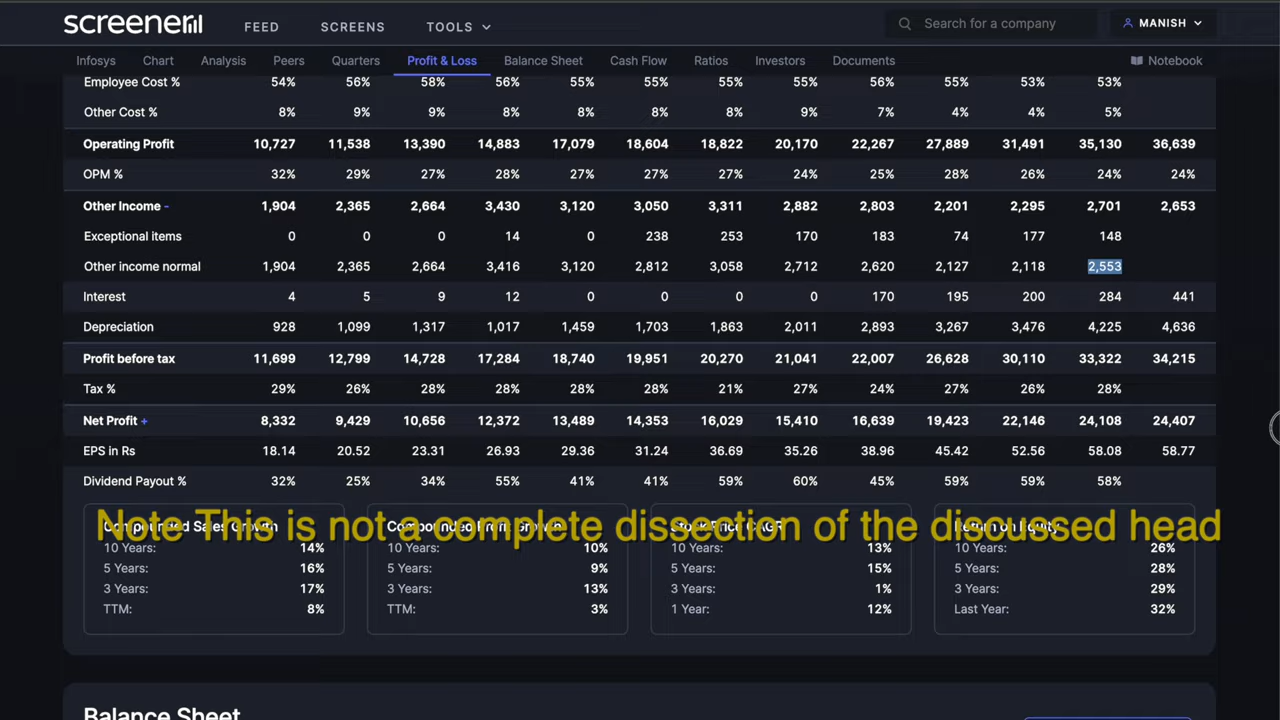 screener
FEED SCREENS TOOLS Search for a company MANISH
Infosys Chart Analysis Peers Quarters Profit & Loss Balance Sheet Cash Flow Ratios Investors Documents Notebook
Employee Cost % 54% 56% 58% 56% 55% 55% 55% 56% 55% 55% 53% 53%
Other Cost % 8% 9% 9% 8% 8% 8% 8% 9% 7% 4% 4% 5%
Operating Profit 10,727 11,538 13,390 14,883 17,079 18,604 18,822 20,170 22,267 27,889 31,491 35,130 36,639
OPM % 32% 29% 27% 28% 27% 27% 27% 24% 25% 28% 26% 24% 24%
Other Income - 1,904 2,365 2,664 3,430 3,120 3,050 3,311 2,882 2,803 2,201 2,295 2,701 2,653
Exceptional items 0 0 0 14 0 238 253 170 183 74 177 148
Other income normal 1,904 2,365 2,664 3,416 3,120 2,812 3,058 2,712 2,620 2,127 2,118 2,553
Interest 4 5 9 12 0 0 0 0 170 195 200 284 441
Depreciation 928 1,099 1,317 1,017 1,459 1,703 1,863 2,011 2,893 3,267 3,476 4,225 4,636
Profit before tax 11,699 12,799 14,728 17,284 18,740 19,951 20,270 21,041 22,007 26,628 30,110 33,322 34,215
Tax % 29% 26% 28% 28% 28% 28% 21% 27% 24% 27% 26% 28%
Net Profit + 8,332 9,429 10,656 12,372 13,489 14,353 16,029 15,410 16,639 19,423 22,146 24,108 24,407
EPS in Rs 18.14 20.52 23.31 26.93 29.36 31.24 36.69 35.26 38.96 45.42 52.56 58.08 58.77
Dividend Payout % 32% 25% 34% 55% 41% 41% 59% 60% 45% 59% 59% 58%
Note This is not a complete dissection of the discussed head
Compounded Sales Growth Compounded Profit Growth Stock Price CAGR Return on Equity
10 Years: 14% 10 Years: 10% 10 Years: 13% 10 Years: 26%
5 Years: 16% 5 Years: 9% 5 Years: 15% 5 Years: 28%
3 Years: 17% 3 Years: 13% 3 Years: 1% 3 Years: 29%
TTM: 8% TTM: 3% 1 Year: 12% Last Year: 32%
Balance Sheet